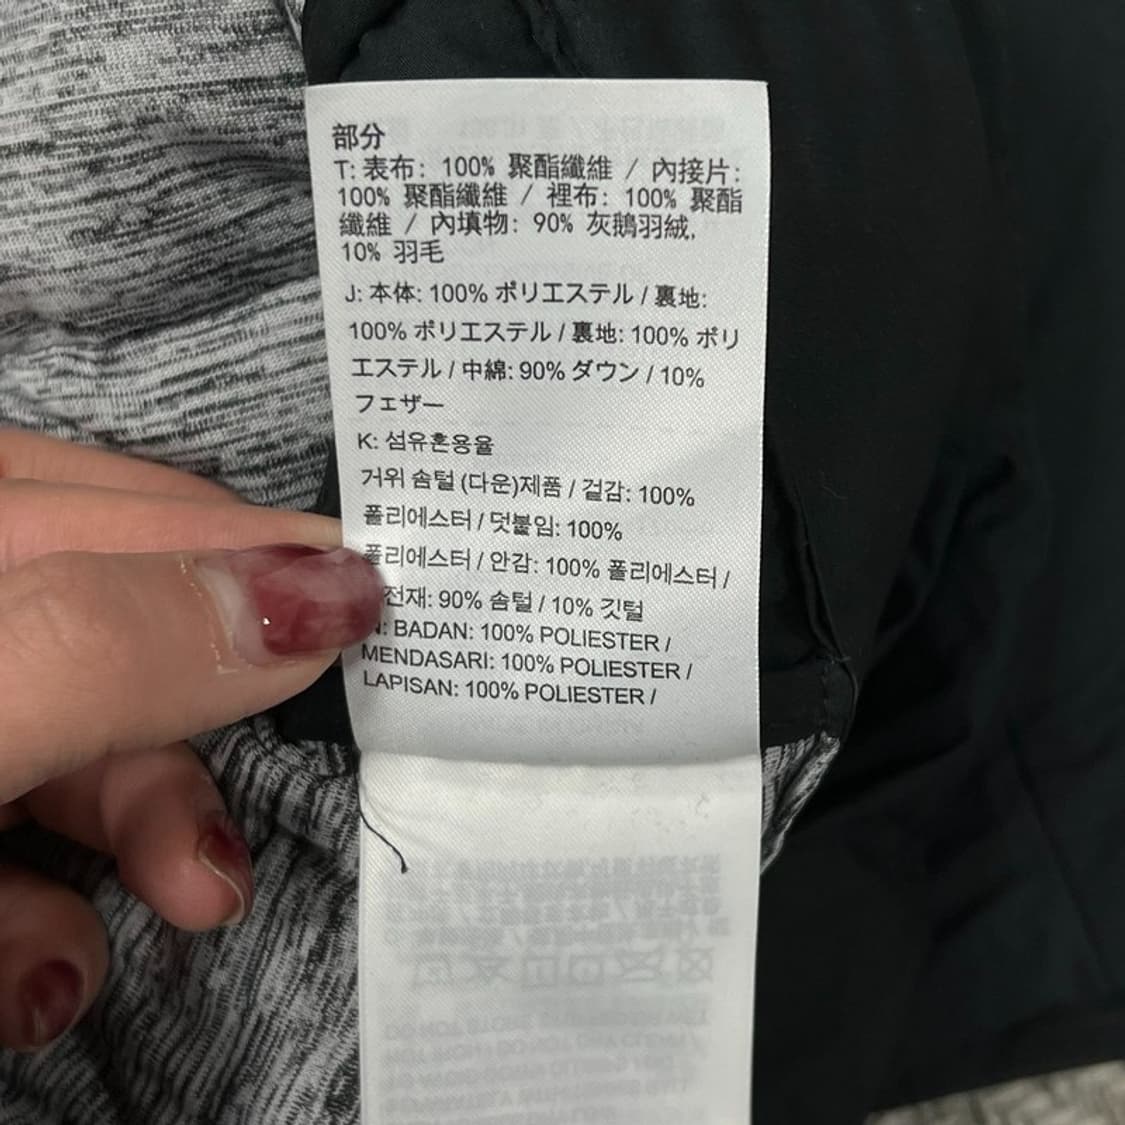 部分
T: 表布: 100% 聚酯纖維 / 內接片:
100% 聚酯纖維 / 裡布: 100% 聚酯
纖維 / 內填物: 90% 灰鵝羽絨,
10% 羽毛
J: 本体: 100% ポリエステル / 裏地:
100% ポリエステル / 裏地: 100% ポリ
エステル / 中綿: 90% ダウン / 10%
フェザー
K: 섬유혼용율
거위 솜털 (다운)제품 / 겉감: 100%
폴리에스터 / 덧붙임: 100%
폴리에스터 / 안감: 100% 폴리에스터 /
전재: 90% 솜털 / 10% 깃털
: BADAN: 100% POLIESTER /
MENDASARI: 100% POLIESTER /
LAPISAN: 100% POLIESTER /